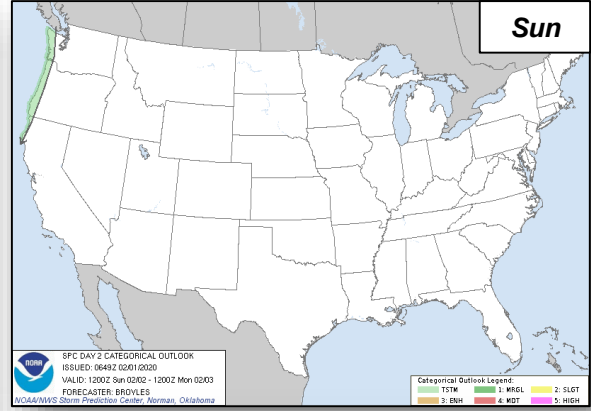 Sun
NOAA
SPC DAY 2 CATEGORICAL OUTLOOK
ISSUED: 0649Z 02/01/2020
VALID: 1200Z Sun 02/02 - 1200Z Mon 02/03
FORECASTER: BROYLES
NOAA/NWS Storm Prediction Center, Norman, Oklahoma
Categorical Outlook Legend:
TSTM 1: MRGL 2: SLGT
3: ENH 4: MDT 5: HIGH